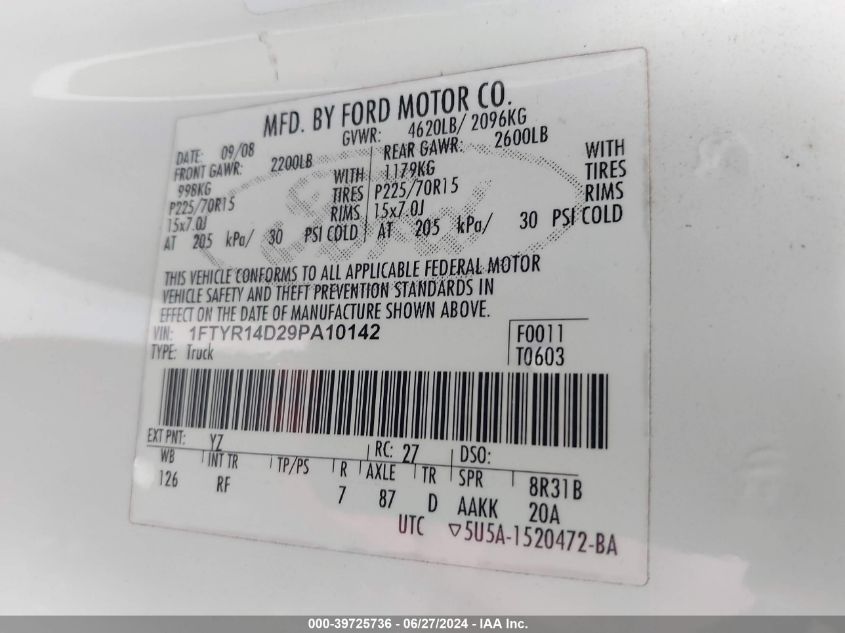 MFD. BY FORD MOTOR CO.
DATE: 09/08 GVWR: 4620LB/ 2096KG
FRONT GAWR: 2200LB REAR GAWR: 2600LB
998KG WITH 1179KG WITH
P225/70R15 TIRES P225/70R15 TIRES
15x7.0J RIMS 15x7.0J RIMS
AT 205 kPa/ 30 PSI COLD AT 205 kPa/ 30 PSI COLD
THIS VEHICLE CONFORMS TO ALL APPLICABLE FEDERAL MOTOR
VEHICLE SAFETY AND THEFT PREVENTION STANDARDS IN
EFFECT ON THE DATE OF MANUFACTURE SHOWN ABOVE.
VIN: 1FTYR14D29PA10142 F0011
TYPE: Truck T0603
EXT PNT: YZ RC: 27 DSO:
WB INT TR TP/PS R AXLE TR SPR 8R31B
126 RF 7 87 D AAKK 20A
UTC ▽5U5A-1520472-BA
000-39725736 - 06/27/2024 - IAA Inc.